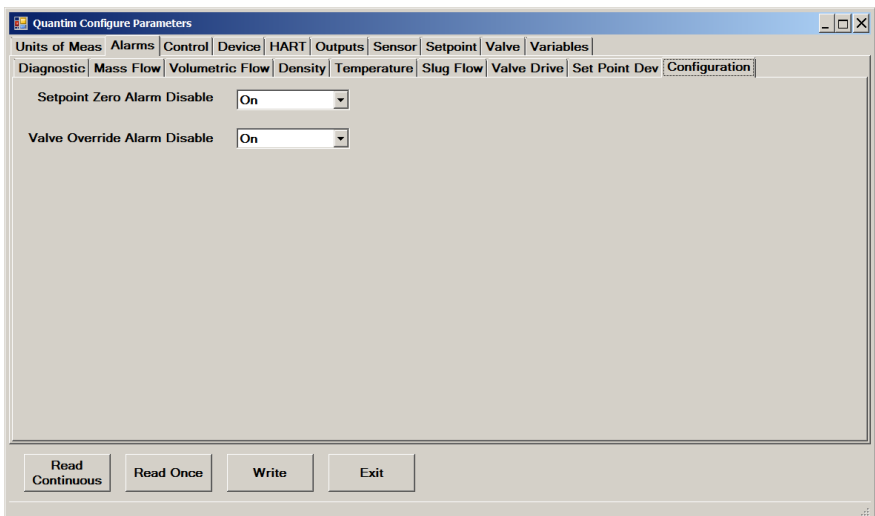 Quantim Configure Parameters
Units of Meas Alarms Control Device HART Outputs Sensor Setpoint Valve Variables
Diagnostic Mass Flow Volumetric Flow Density Temperature Slug Flow Valve Drive Set Point Dev Configuration
Setpoint Zero Alarm Disable On
Valve Override Alarm Disable On
Read
Continuous
Read Once
Write
Exit